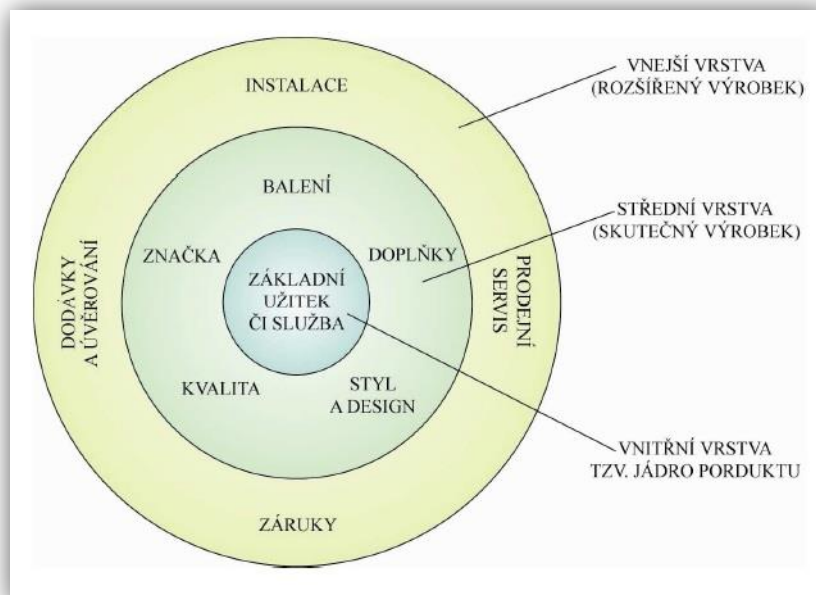 INSTALACE
BALENÍ
ZNAČKA
DOPLŇKY
ZÁKLADNÍ
UŽITEK
ČI SLUŽBA
KVALITA
STYL
A DESIGN
DODÁVKY
A ÚVĚROVÁNÍ
PRODEJNÍ
SERVIS
ZÁRUKY
VNEJŠÍ VRSTVA
(ROZŠÍŘENÝ VÝROBEK)
STŘEDNÍ VRSTVA
(SKUTEČNÝ VÝROBEK)
VNITŘNÍ VRSTVA
TZV. JÁDRO PORDUKTU